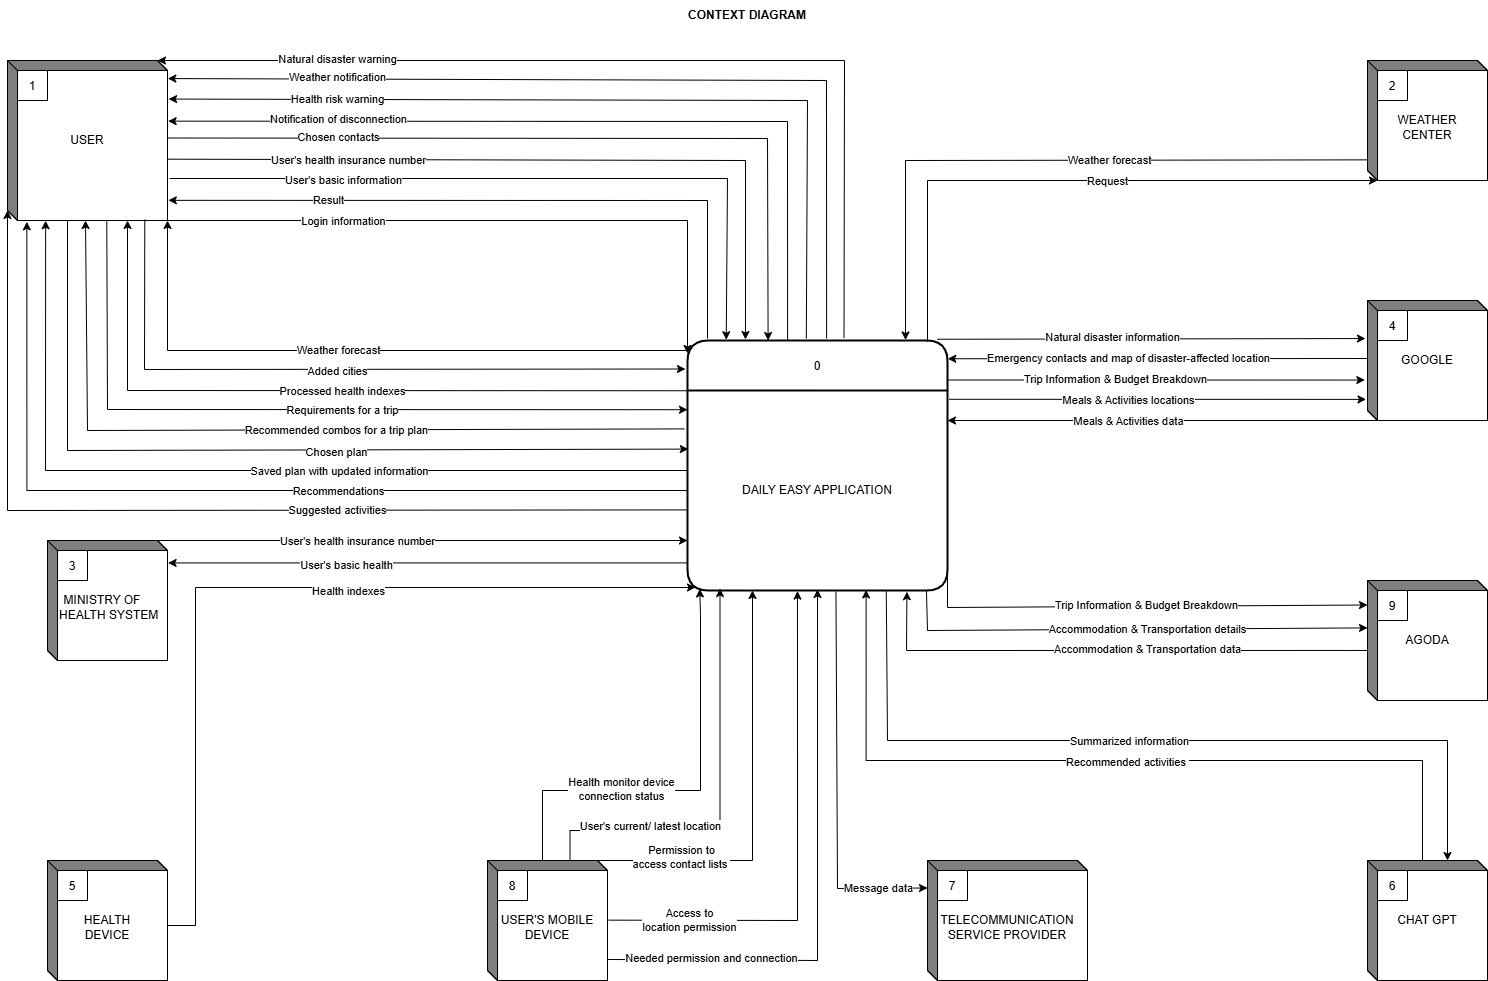 CONTEXT DIAGRAM
Natural disaster warning
Weather notification
Health risk warning
Notification of disconnection
Chosen contacts
User's health insurance number
User's basic information
Result
Login information
1
USER
2
WEATHER
CENTER
Weather forecast
Request
Weather forecast
Added cities
Processed health indexes
Requirements for a trip
Recommended combos for a trip plan
Chosen plan
Saved plan with updated information
Recommendations
Suggested activities
0
DAILY EASY APPLICATION
Natural disaster information
Emergency contacts and map of disaster-affected location
Trip Information & Budget Breakdown
Meals & Activities locations
Meals & Activities data
4
GOOGLE
User's health insurance number
User's basic health
Health indexes
3
MINISTRY OF
HEALTH SYSTEM
Trip Information & Budget Breakdown
Accommodation & Transportation details
Accommodation & Transportation data
9
AGODA
Summarized information
Recommended activities
Health monitor device
connection status
User's current/ latest location
Permission to
access contact lists
Access to
location permission
Needed permission and connection
Message data
5
HEALTH
DEVICE
8
USER'S MOBILE
DEVICE
7
TELECOMMUNICATION
SERVICE PROVIDER
6
CHAT GPT